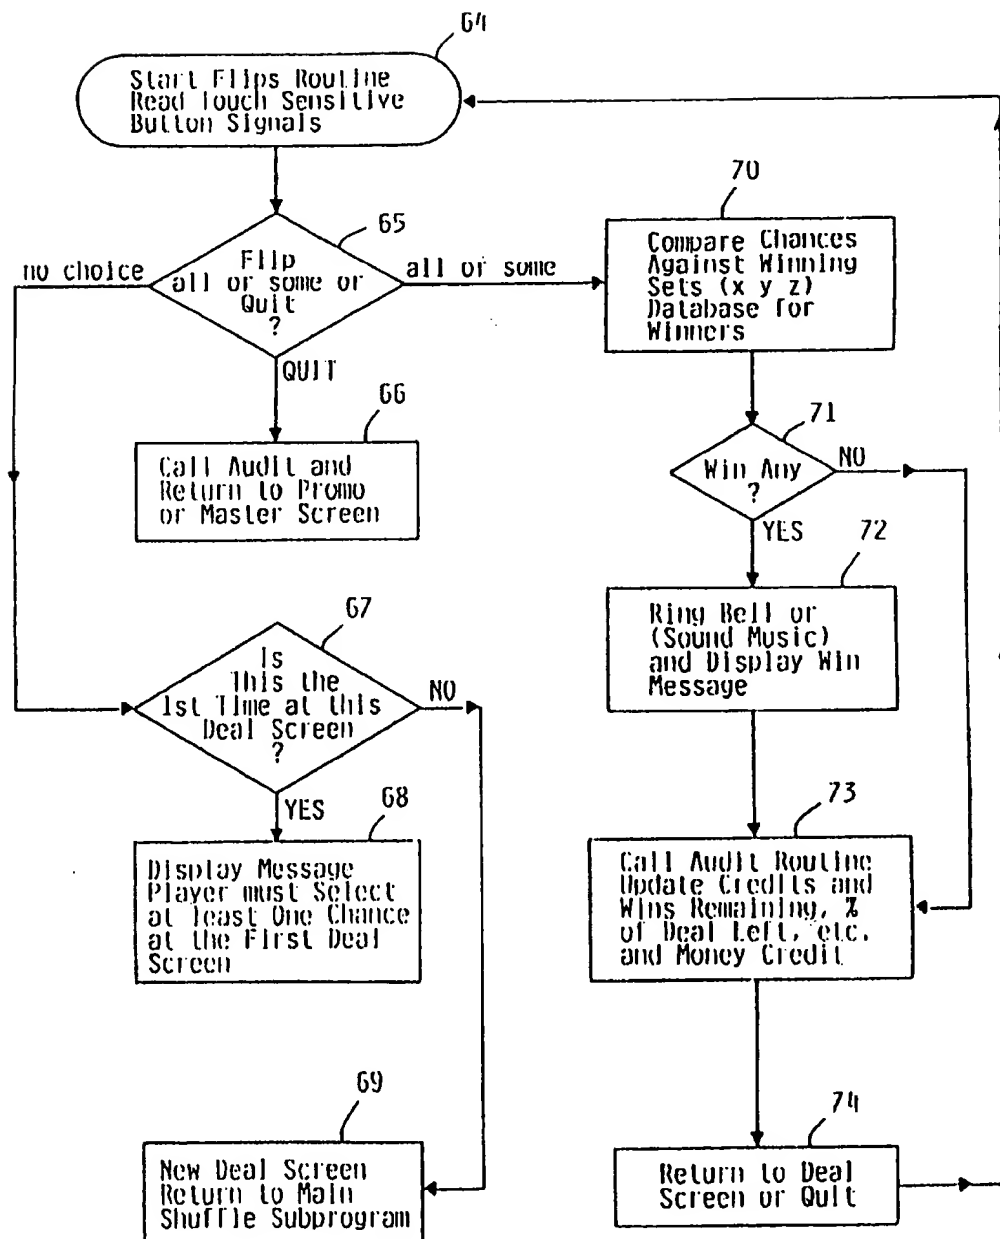 64
Start Flips Routine
Read Touch Sensitive
Button Signals
65
Flip
all or some or
Quit
?
no choice
all or some
QUIT
66
Call Audit and
Return to Promo
or Master Screen
67
Is
This the
1st Time at this
Deal Screen
?
NO
YES
68
Display Message
Player must Select
at least One Chance
at the First Deal
Screen
69
New Deal Screen
Return to Main
Shuffle Subprogram
70
Compare Chances
Against Winning
Sets (x y z)
Database for
Winners
71
Win Any
?
NO
YES
72
Ring Bell or
(Sound Music)
and Display Win
Message
73
Call Audit Routine
Update Credits and
Wins Remaining, %
of Deal Left, etc.
and Money Credit
74
Return to Deal
Screen or Quit